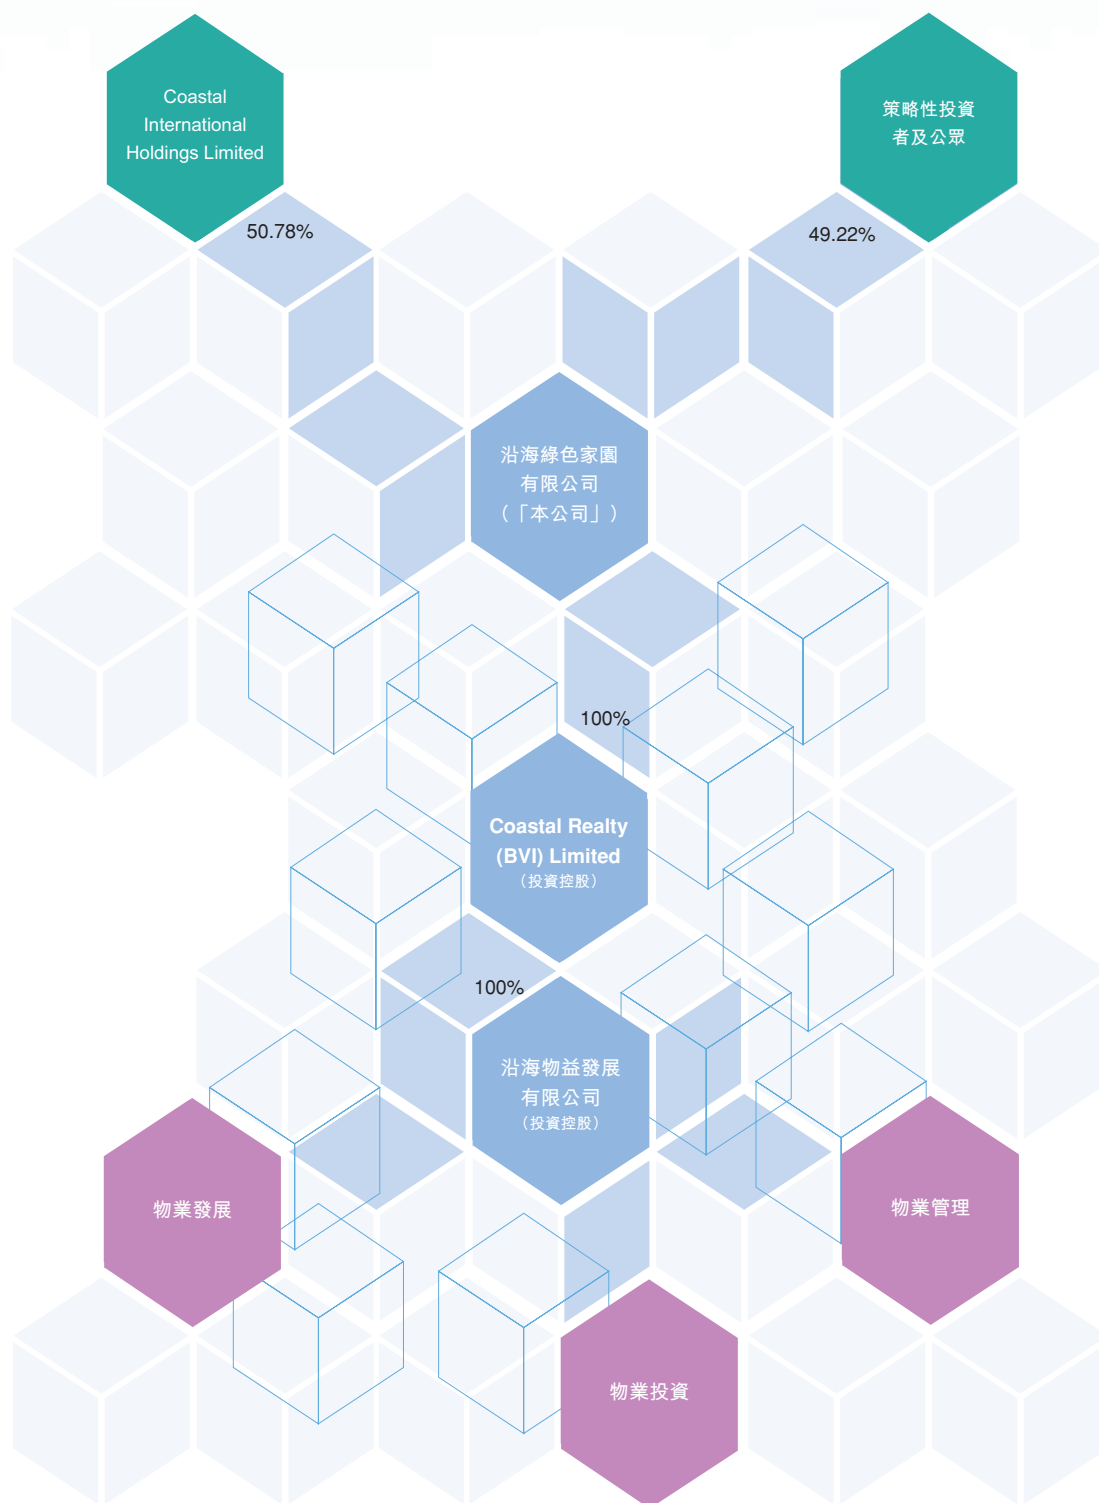 Coastal
International
Holdings Limited
策略性投資
者及公眾
50.78%
49.22%
沿海綠色家園
有限公司
(「本公司」)
100%
Coastal Realty
(BVI) Limited
(投資控股)
100%
沿海物益發展
有限公司
(投資控股)
物業發展
物業管理
物業投資